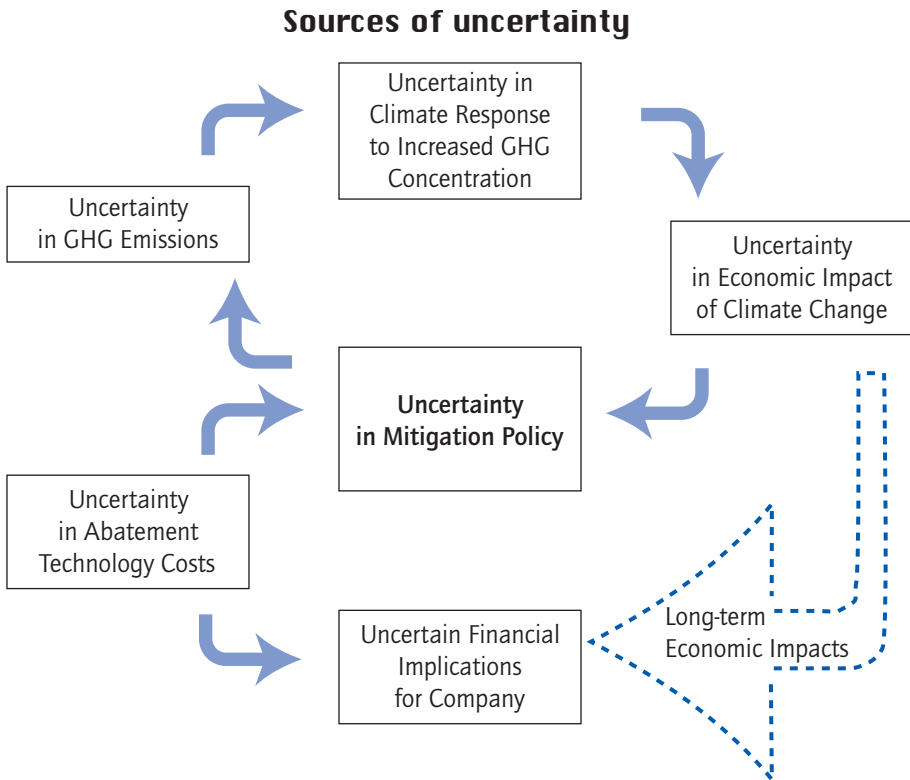 Sources of uncertainty
Uncertainty in
Climate Response
to Increased GHG
Concentration
Uncertainty
in GHG Emissions
Uncertainty
in Economic Impact
of Climate Change
Uncertainty
in Mitigation Policy
Uncertainty
in Abatement
Technology Costs
Uncertain Financial
Implications
for Company
Long-term
Economic Impacts